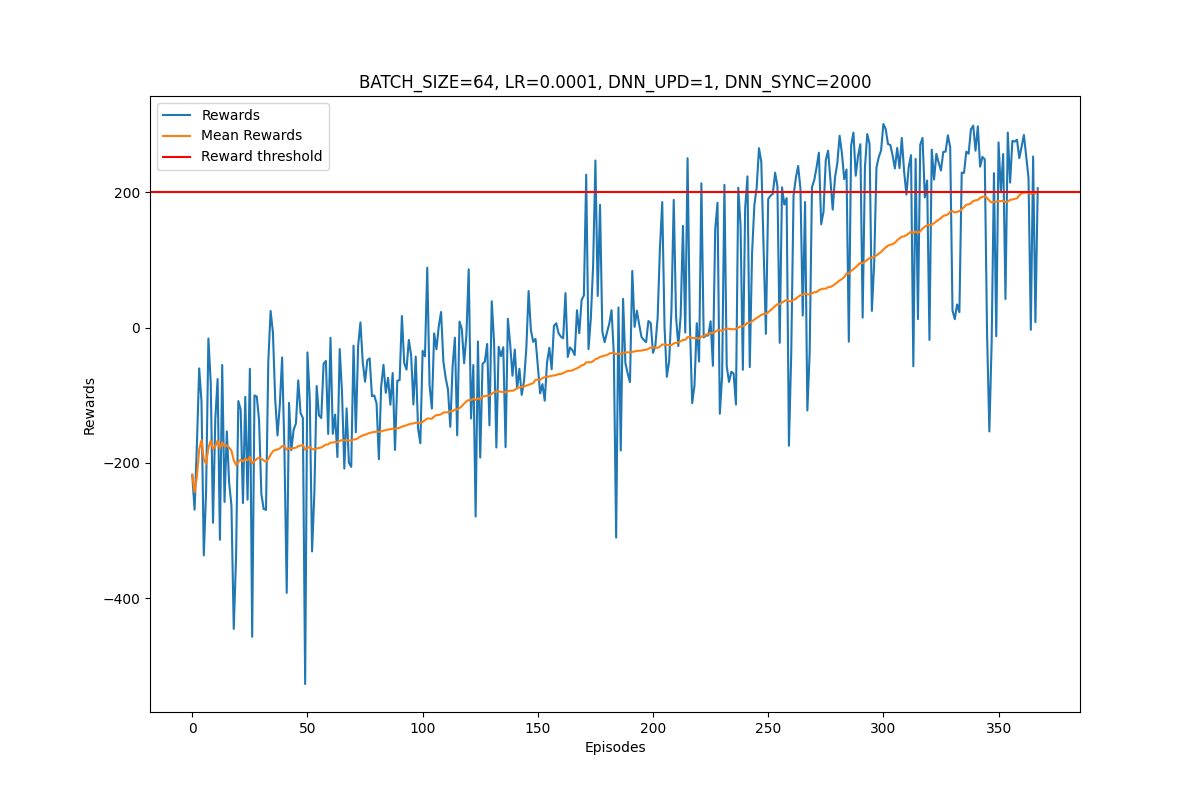 BATCH_SIZE=64, LR=0.0001, DNN_UPD=1, DNN_SYNC=2000
Rewards
Mean Rewards
Reward threshold
200
0
−200
−400
Rewards
0
50
100
150
200
250
300
350
Episodes